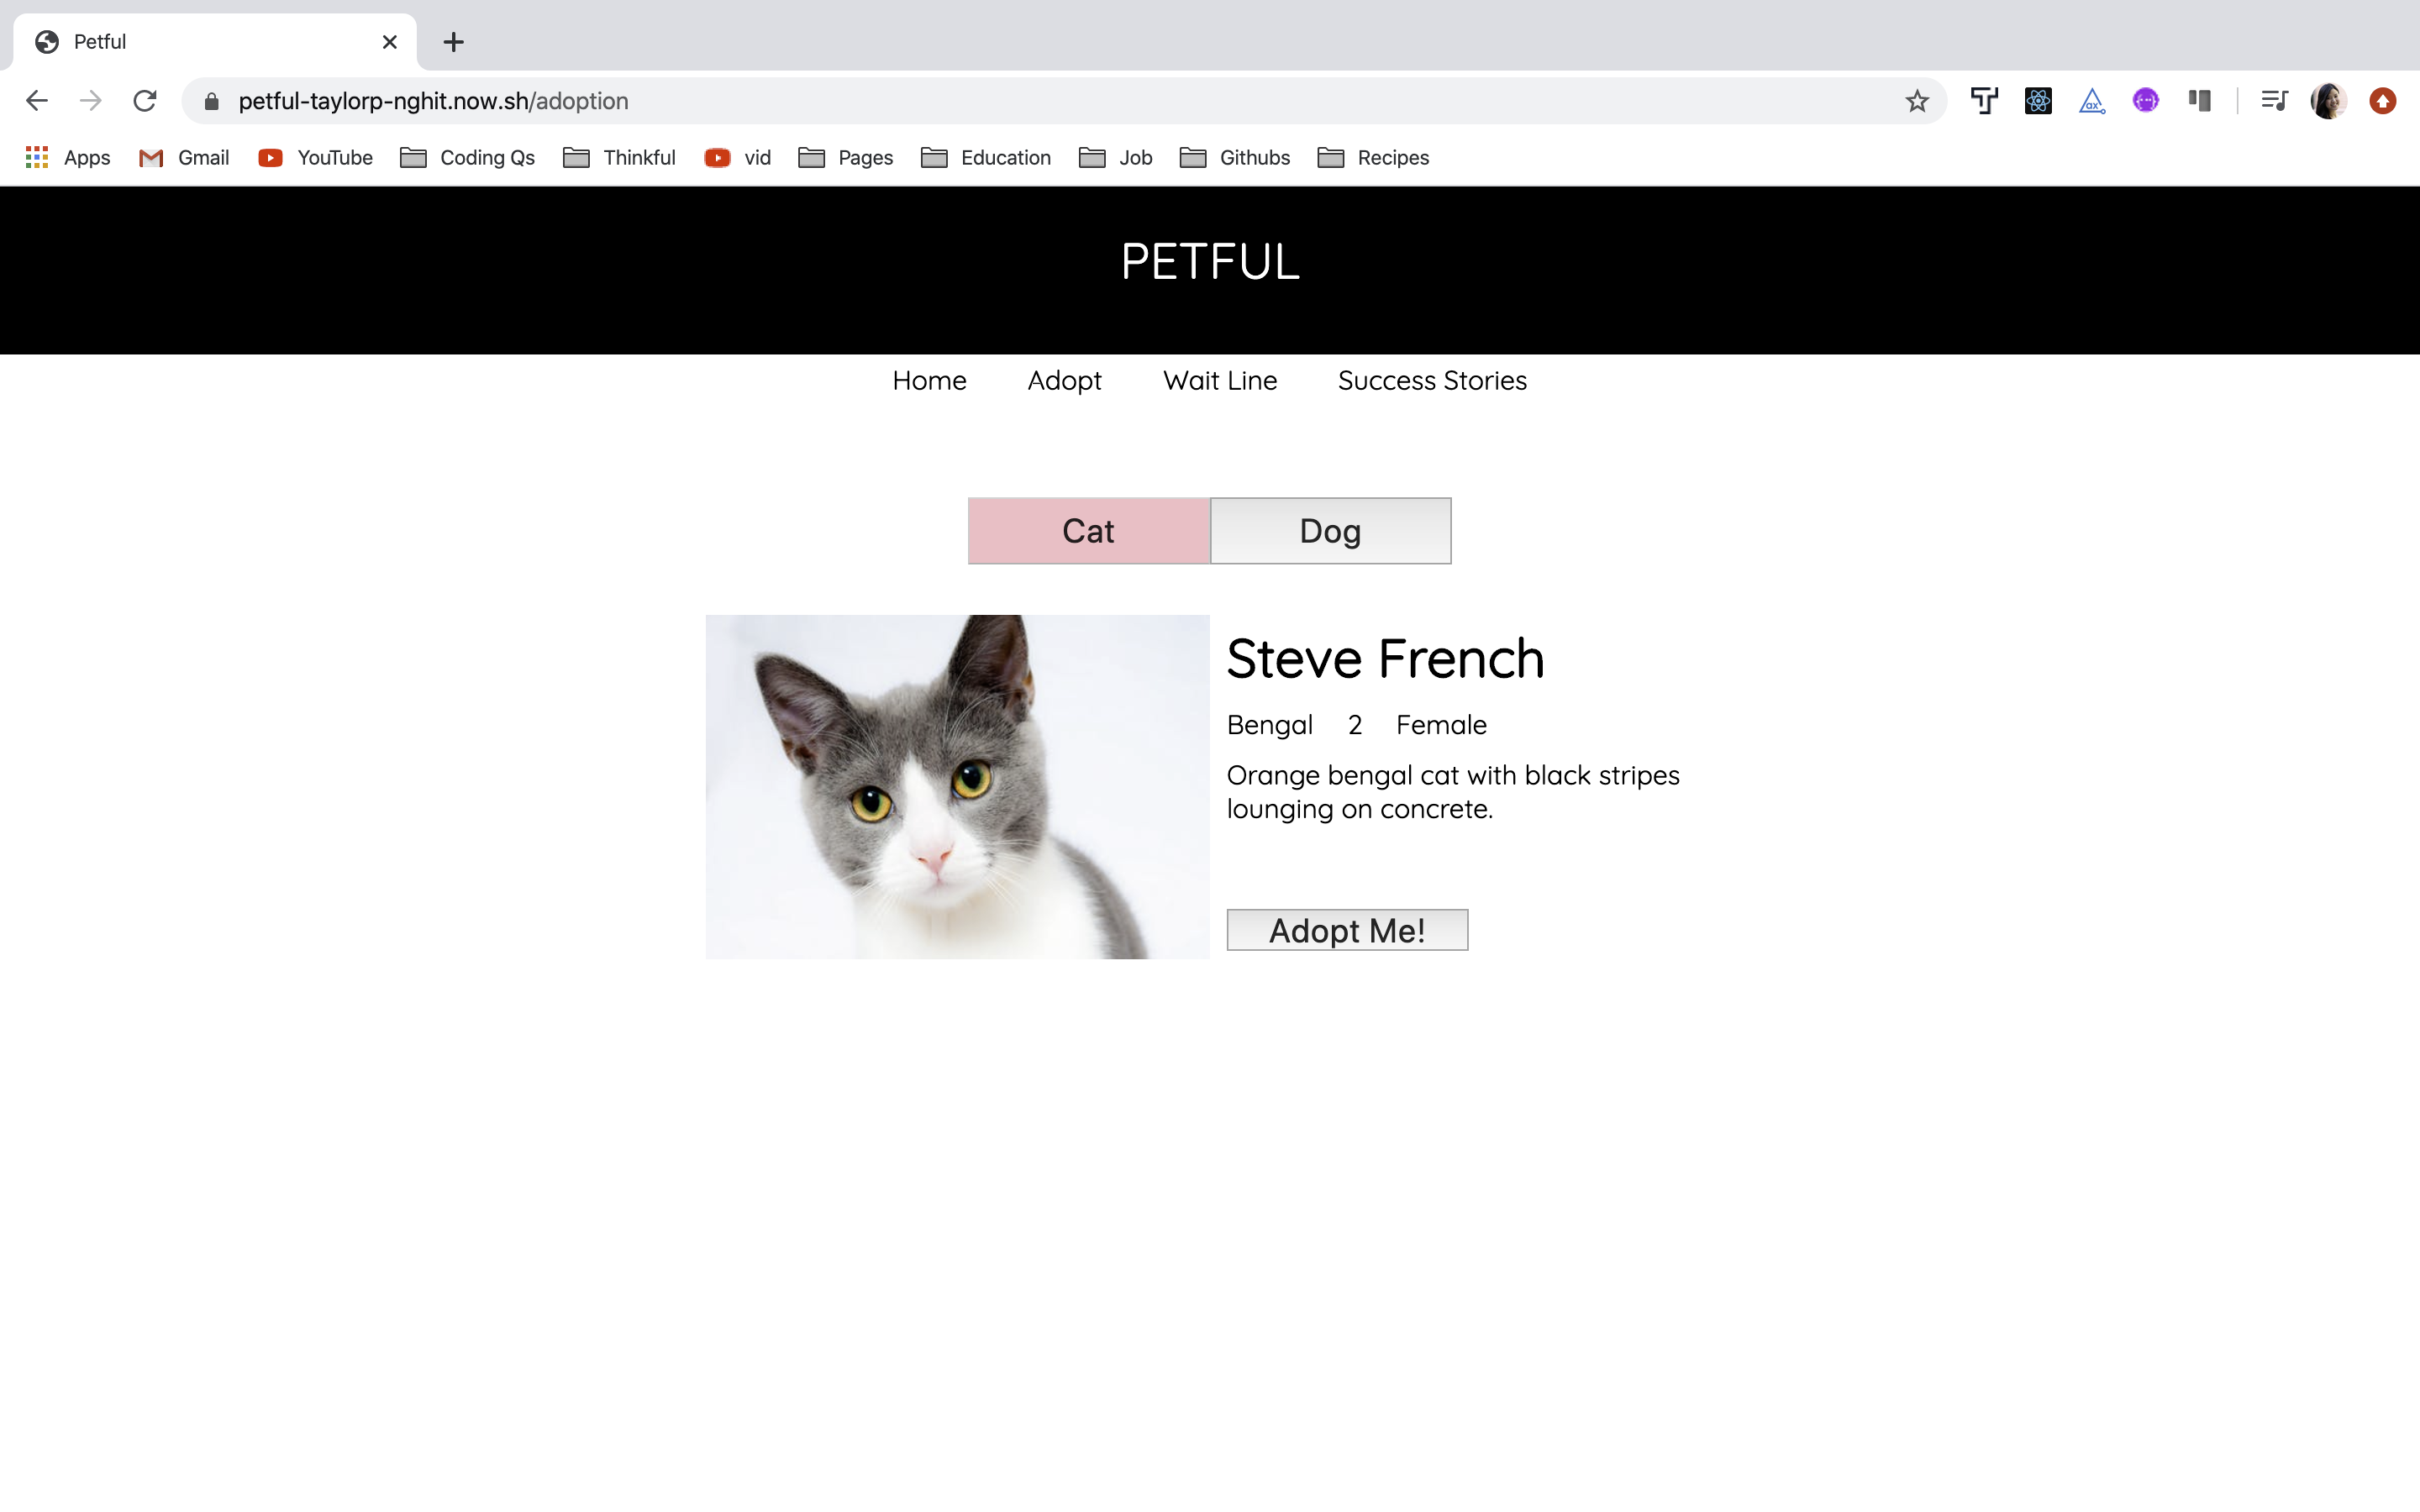 Petful
petful-taylorp-nghit.now.sh/adoption
Apps Gmail YouTube Coding Qs Thinkful vid Pages Education Job Githubs Recipes
PETFUL
Home Adopt Wait Line Success Stories
Cat Dog
Steve French
Bengal 2 Female
Orange bengal cat with black stripes
lounging on concrete.
Adopt Me!